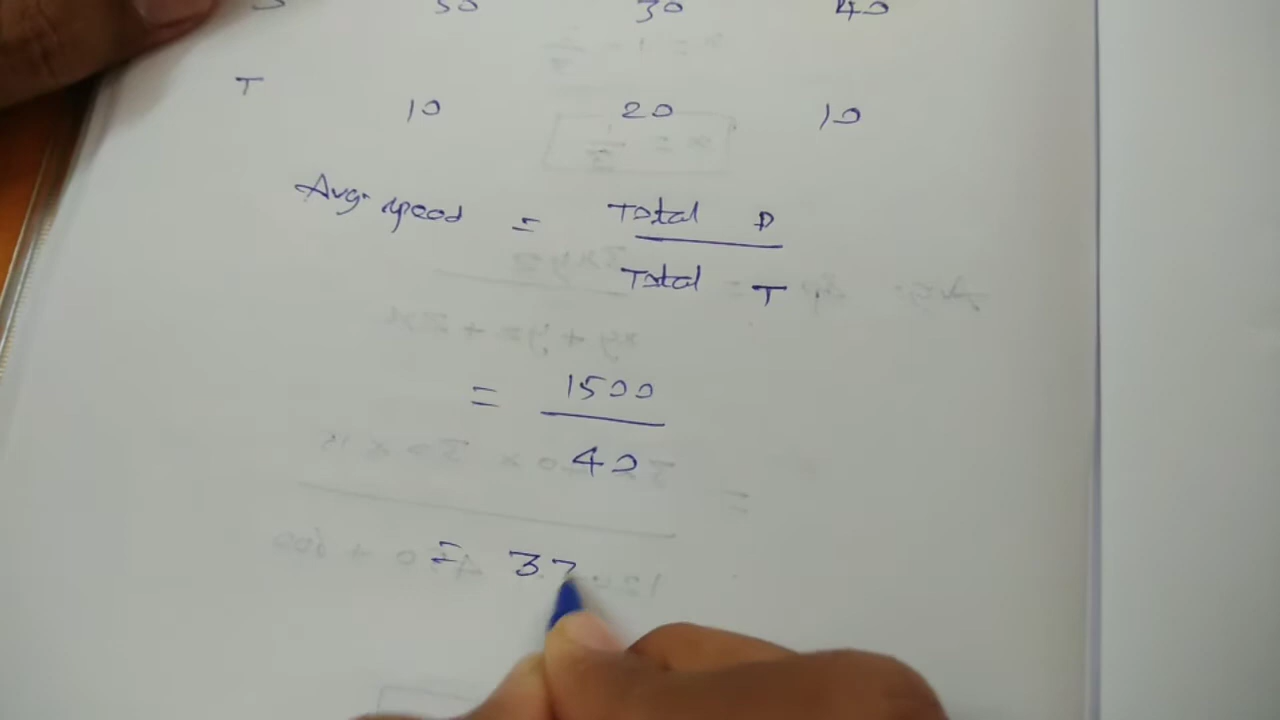 S 50 30 40
T 10 20 10
Avg. speed = Total D
Total T
= 1500
40
= 37